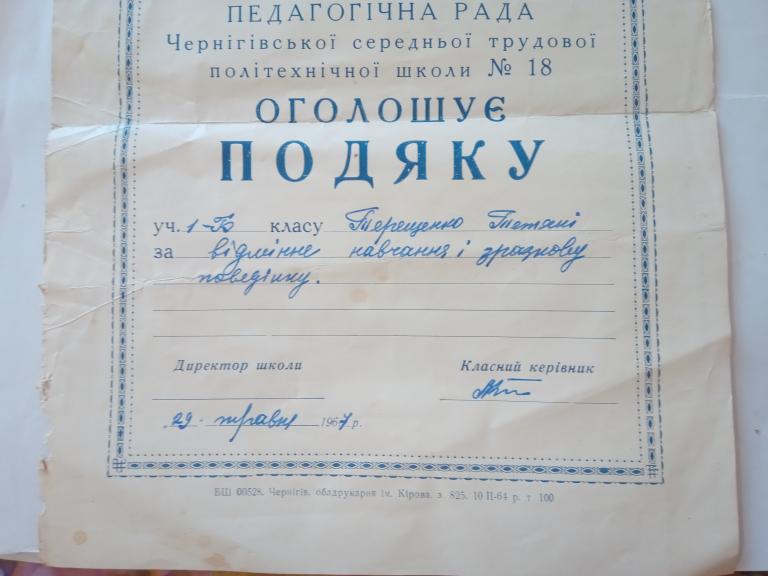 ПЕДАГОГІЧНА РАДА
Чернігівської середньої трудової
політехнічної школи № 18
ОГОЛОШУЄ
ПОДЯКУ
уч. 1-Б класу Терещенко Тетяні
за відмінне навчання і зразкову
поведінку.
Директор школи Класний керівник
„29" травня 1967 р.
БШ 00528. Чернігів, облдрукарня ім. Кірова. з. 825. 10 II-64 р. т 100